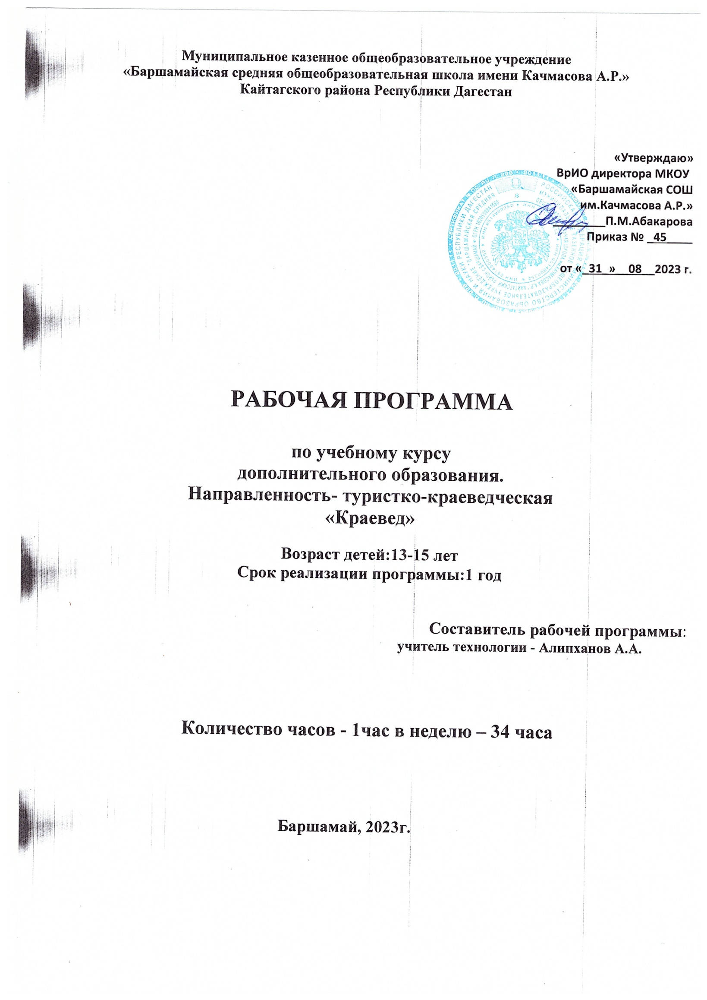 Муниципальное казенное общеобразовательное учреждение
«Баршамайская средняя общеобразовательная школа имени Качмасова А.Р.»
Кайтагского района Республики Дагестан
«Утверждаю»
ВрИО директора МКОУ
«Баршамайская СОШ
им.Качмасова А.Р.»
________П.М.Абакарова
Приказ № _45____
от «_31_»__08__2023 г.
РАБОЧАЯ ПРОГРАММА
по учебному курсу
дополнительного образования.
Направленность- туристко-краеведческая
«Краевед»
Возраст детей:13-15 лет
Срок реализации программы:1 год
Составитель рабочей программы:
учитель технологии - Алипханов А.А.
Количество часов - 1час в неделю – 34 часа
Баршамай, 2023г.